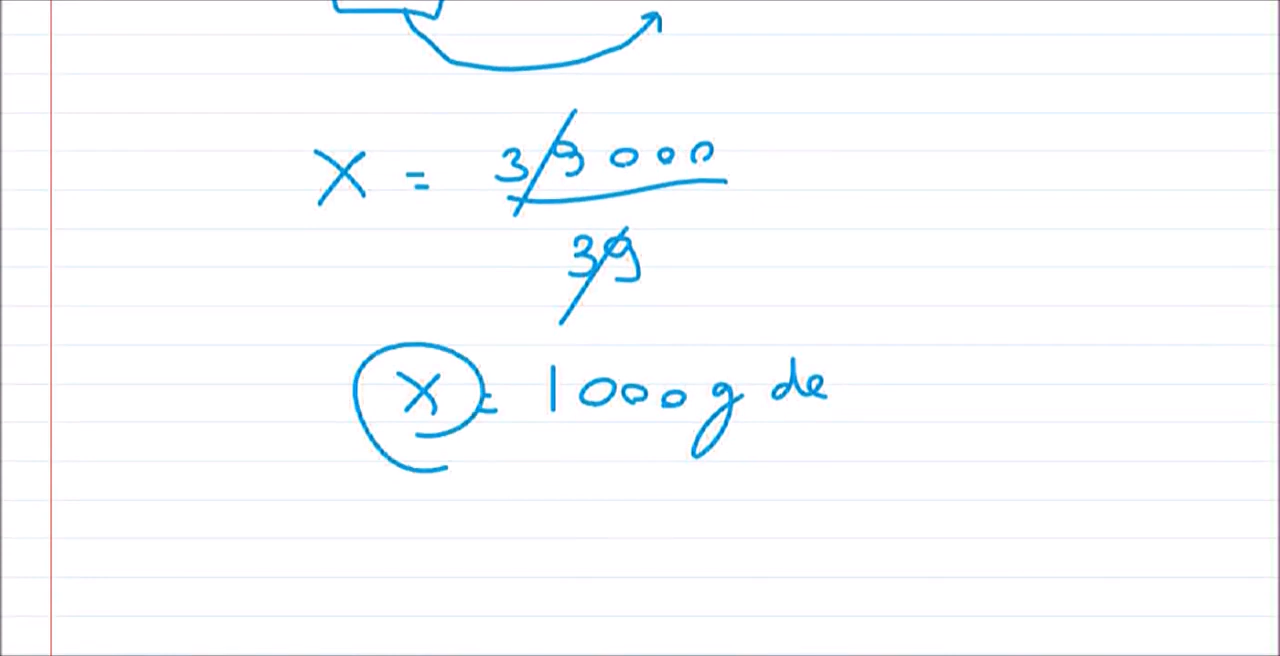 X = 39000
39
X = 1000g de